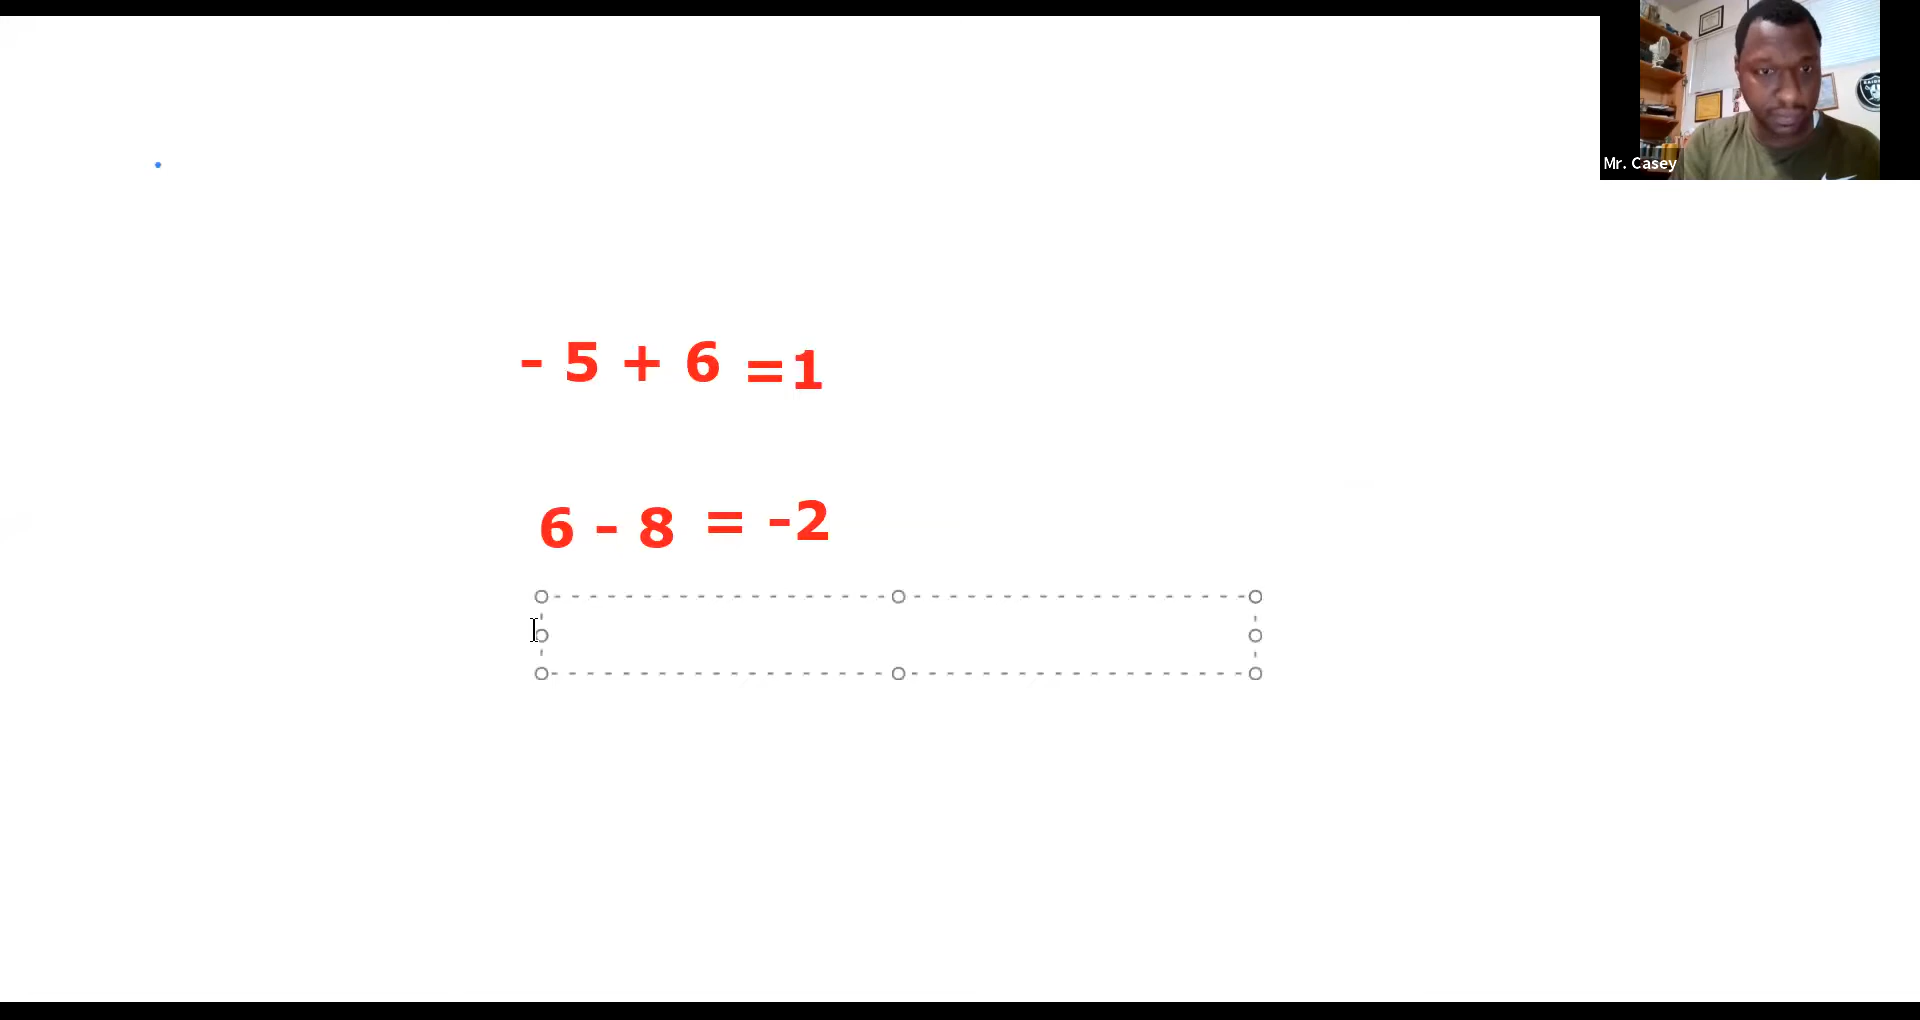 Mr. Casey
- 5 + 6 =1
6 - 8 = -2